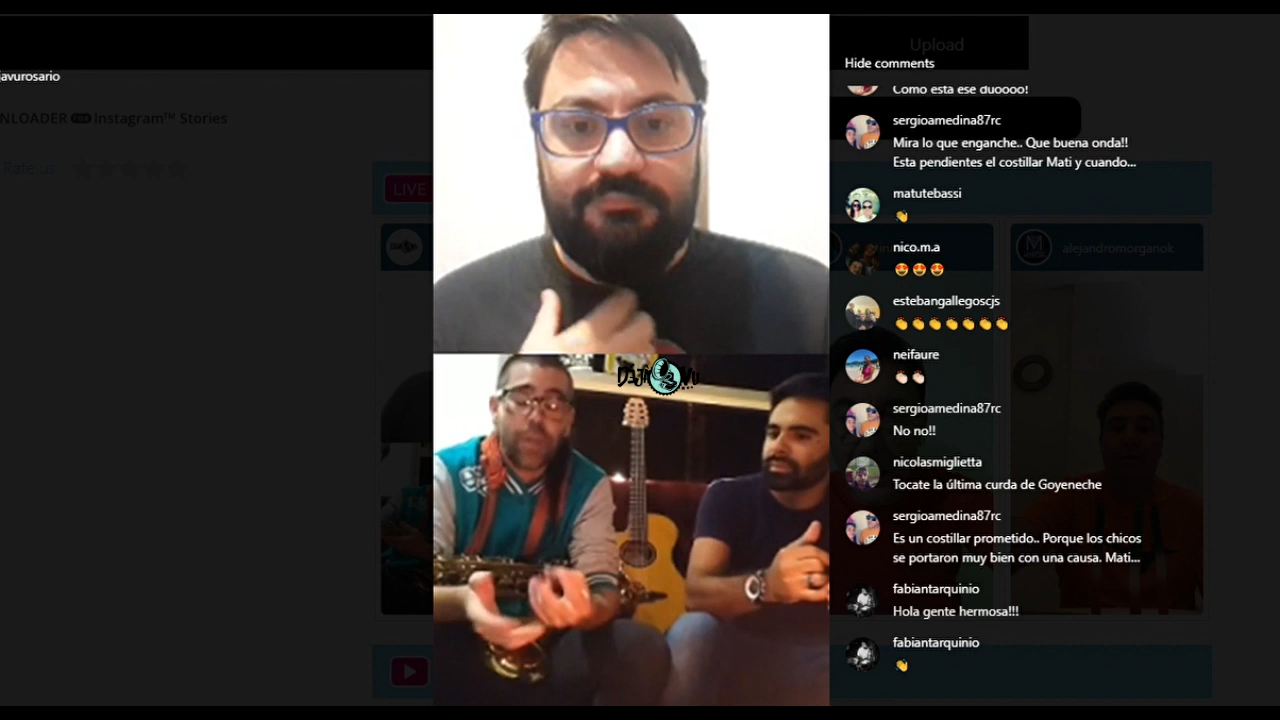 Upload
Hide comments
avurosario
Como esta ese duoooo!
NLOADER Instagram™ Stories
sergioamedina87rc
Mira lo que enganche.. Que buena onda!!
Esta pendientes el costillar Mati y cuando...
Rate us
LIVE
matutebassi
nico.m.a
alejandromorganok
estebangallegoscjs
neifaure
DEJA VU
sergioamedina87rc
No no!!
nicolasmiglietta
Tocate la última curda de Goyeneche
sergioamedina87rc
Es un costillar prometido.. Porque los chicos
se portaron muy bien con una causa. Mati...
fabiantarquinio
Hola gente hermosa!!!
fabiantarquinio